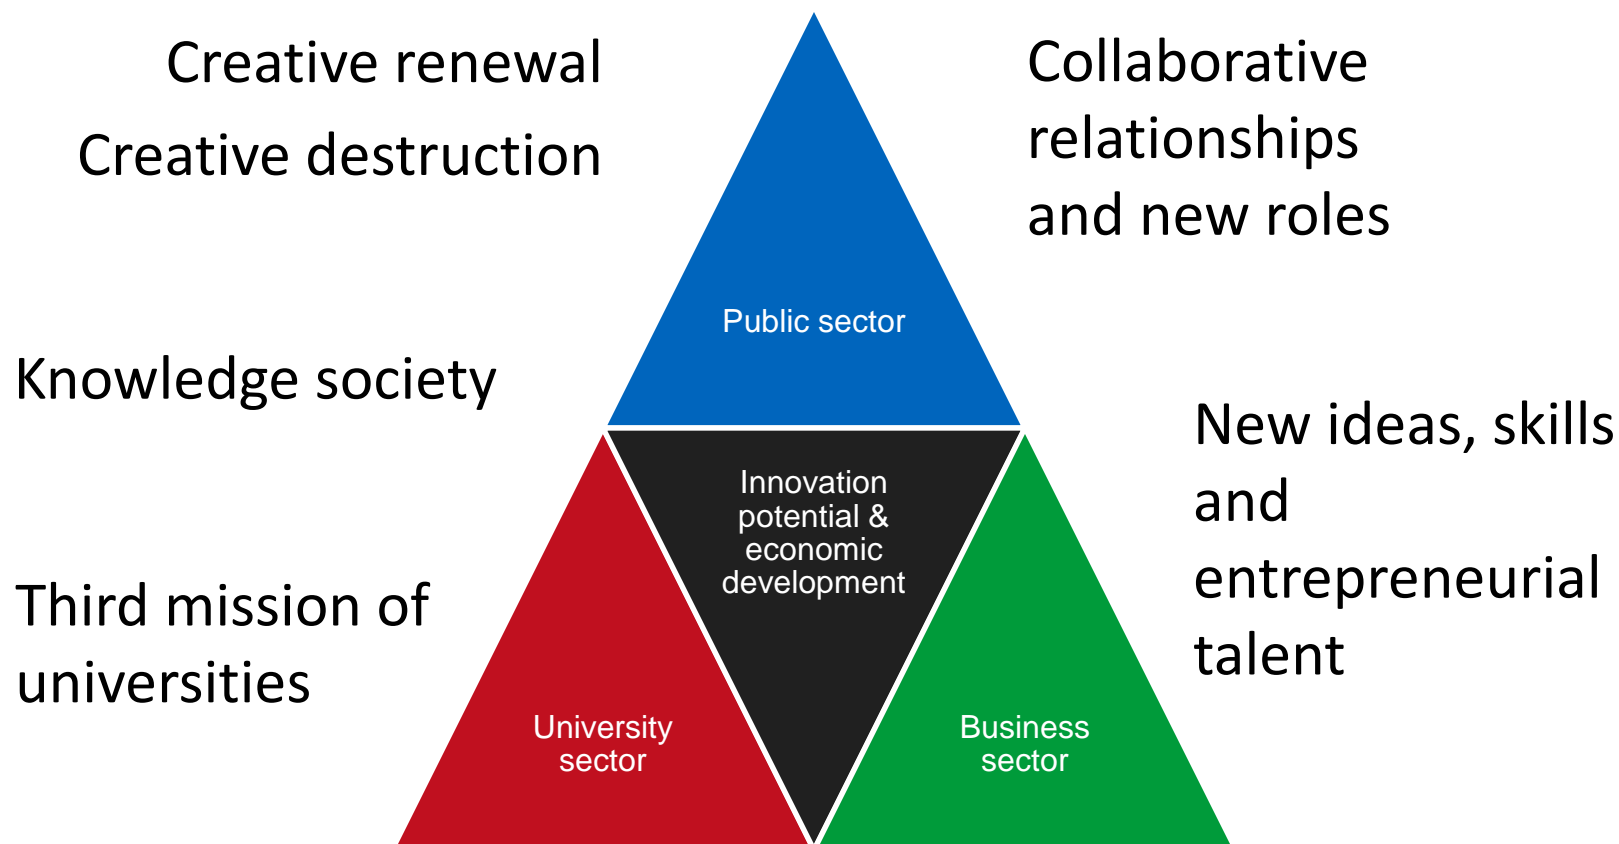 Creative renewal
Creative destruction
Collaborative
relationships
and new roles
Public sector
Knowledge society
New ideas, skills
and
entrepreneurial
talent
Innovation
potential &
economic
development
Third mission of
universities
University
sector
Business
sector